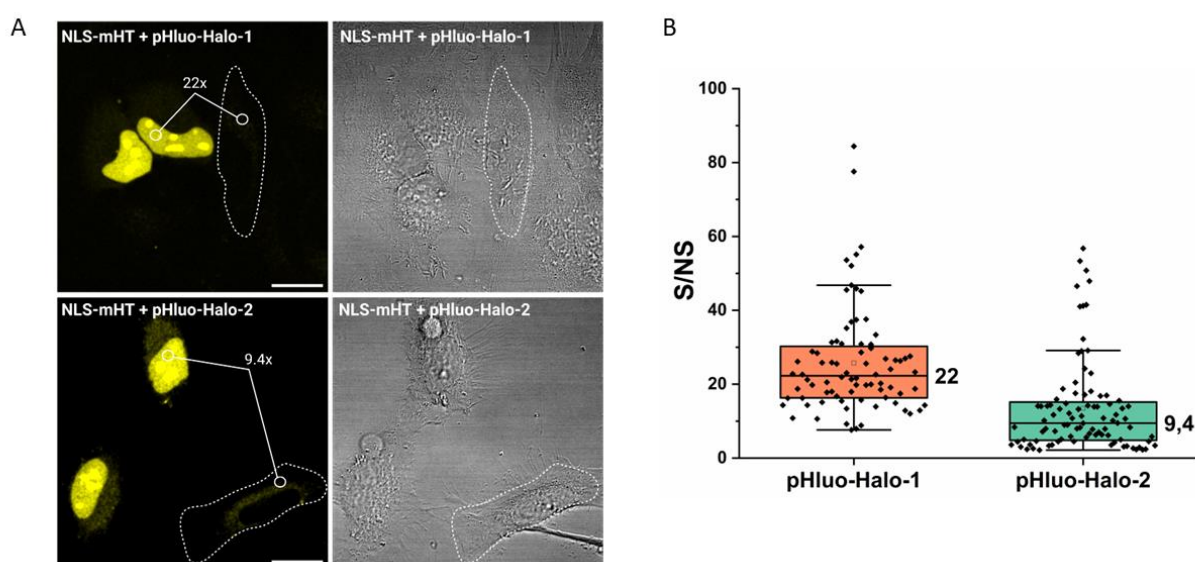 A
NLS-mHT + pHluo-Halo-1
NLS-mHT + pHluo-Halo-1
22x
NLS-mHT + pHluo-Halo-2
NLS-mHT + pHluo-Halo-2
9.4x
B
100
80
60
40
20
0
S/NS
22
9,4
pHluo-Halo-1
pHluo-Halo-2